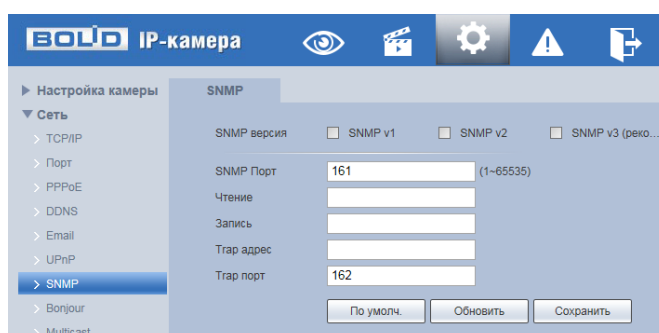 BOLID IP-камера
Настройка камеры
Сеть
TCP/IP
Порт
PPPoE
DDNS
Email
UPnP
SNMP
Bonjour
Multicast
SNMP
SNMP версия SNMP v1 SNMP v2 SNMP v3 (реко...
SNMP Порт 161 (1~65535)
Чтение
Запись
Trap адрес
Trap порт 162
По умолч. Обновить Сохранить